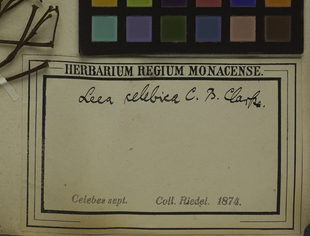 HERBARIUM REGIUM MONACENSE.
Leea celebica C. B. Clarke.
Celebes sept. Coll. Riedel. 1874.